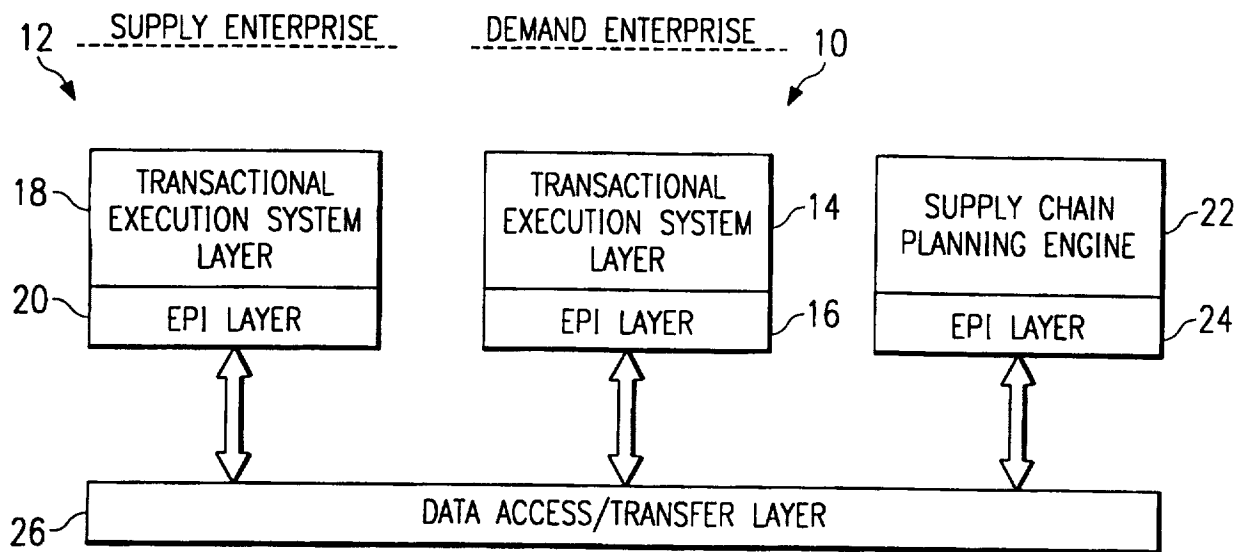 SUPPLY ENTERPRISE
DEMAND ENTERPRISE
12
10
18
TRANSACTIONAL
EXECUTION SYSTEM
LAYER
TRANSACTIONAL
EXECUTION SYSTEM
LAYER
14
SUPPLY CHAIN
PLANNING ENGINE
22
20
EPI LAYER
EPI LAYER
16
EPI LAYER
24
26
DATA ACCESS/TRANSFER LAYER